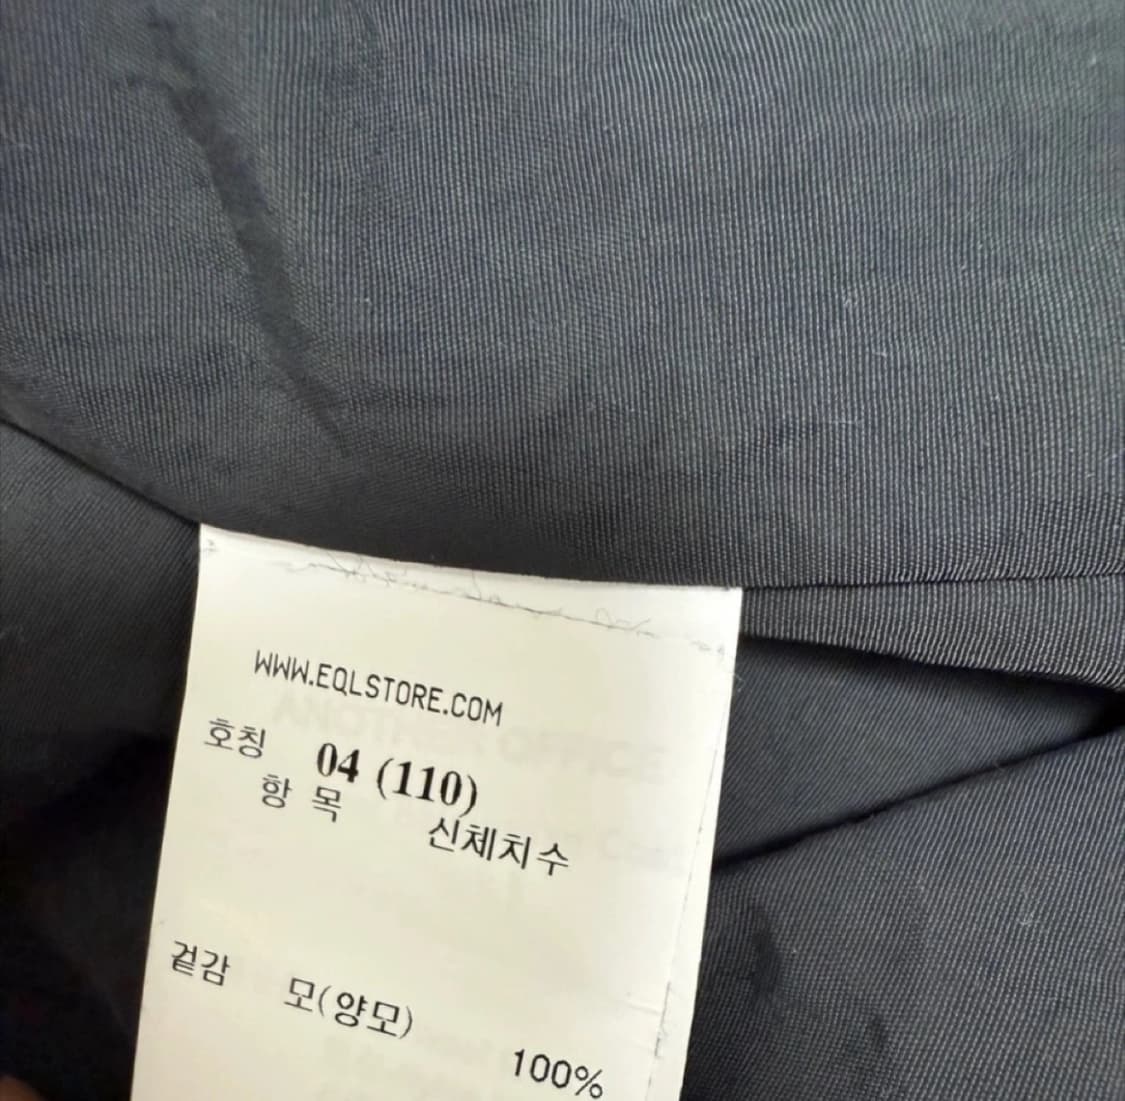 WWW.EQLSTORE.COM
호칭 04 (110)
항 목 신체치수
겉감 모(양모)
100%